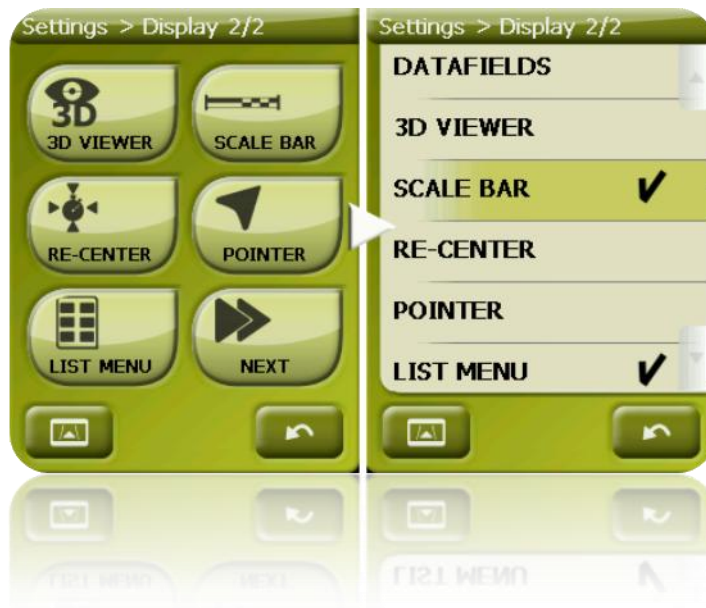 Settings > Display 2/2
3D
3D VIEWER
SCALE BAR
RE-CENTER
POINTER
LIST MENU
NEXT
Settings > Display 2/2
DATAFIELDS
3D VIEWER
SCALE BAR
RE-CENTER
POINTER
LIST MENU